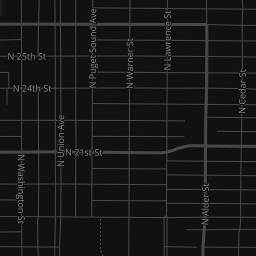 N Puget Sound Ave
N Lawrence St
N Warner St
N 25th St
N Cedar St
N 24th St
N Union Ave
N 21st St
N Washington St
N Alder St